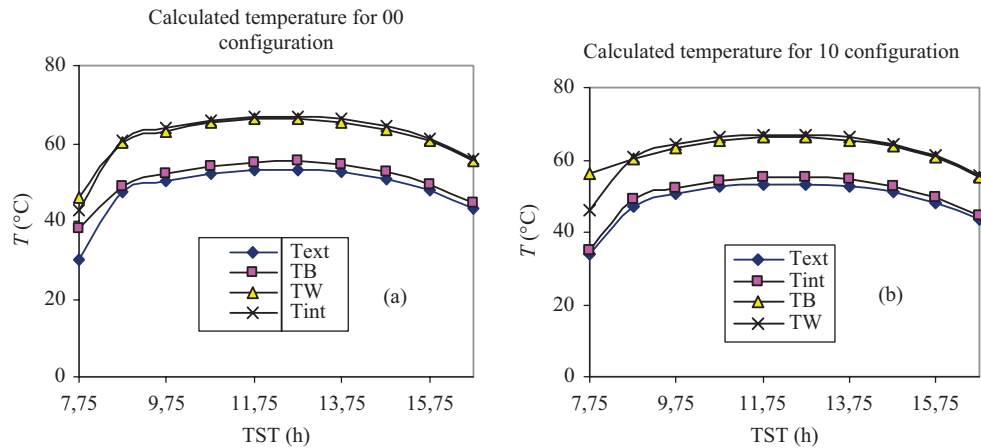 Calculated temperature for 00
configuration
80
60
40
20
0
T (°C)
7,75 9,75 11,75 13,75 15,75
TST (h)
Text
TB
TW
Tint
(a)
Calculated temperature for 10 configuration
80
60
40
20
0
T (°C)
7,75 9,75 11,75 13,75 15,75
TST (h)
Text
Tint
TB
TW
(b)